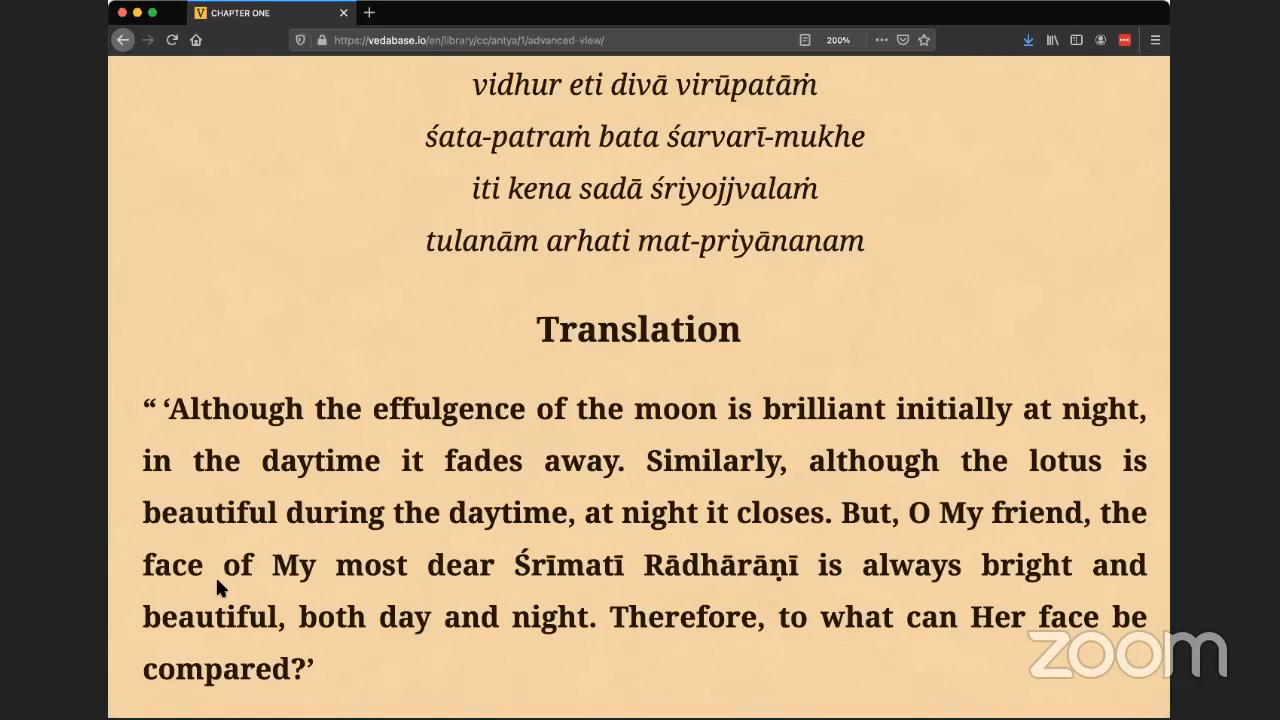 CHAPTER ONE
https://vedabase.io/en/library/cc/antya/1/advanced-view/
200%
vidhur eti divā virūpatāṁ
śata-patraṁ bata śarvarī-mukhe
iti kena sadā śriyojjvalaṁ
tulanām arhati mat-priyānanam
Translation
“ ‘Although the effulgence of the moon is brilliant initially at night,
in the daytime it fades away. Similarly, although the lotus is
beautiful during the daytime, at night it closes. But, O My friend, the
face of My most dear Śrīmatī Rādhārāṇī is always bright and
beautiful, both day and night. Therefore, to what can Her face be
compared?’
zoom